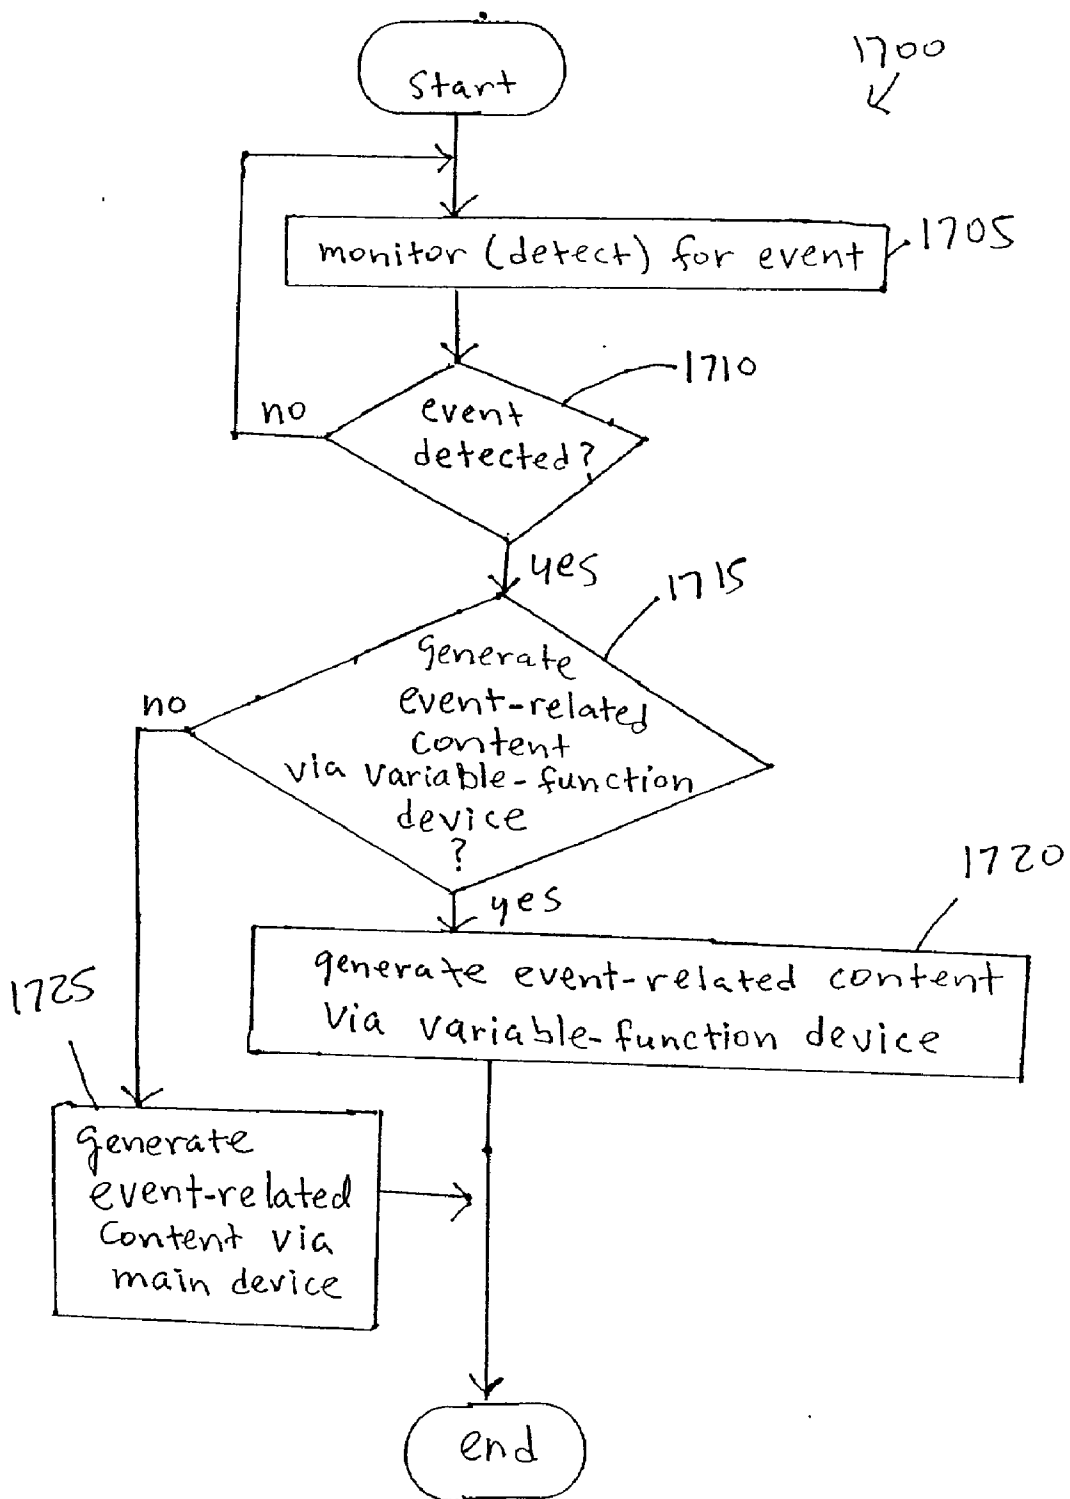 Start
1700
monitor (detect) for event
1705
1710
no
event
detected?
yes
1715
generate
event-related
content
via variable-function
device
?
no
yes
1720
generate event-related content
via variable-function device
1725
generate
event-related
content via
main device
end